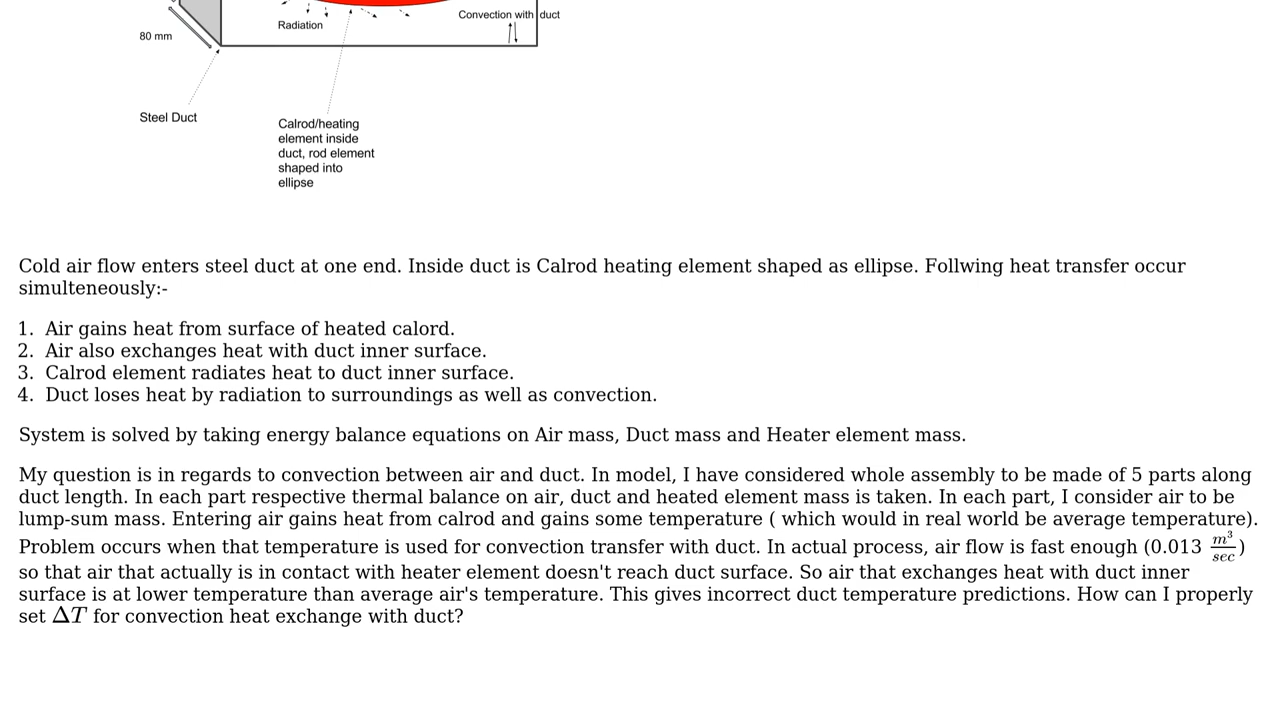 Convection with duct
Radiation
80 mm
Steel Duct
Calrod/heating
element inside
duct, rod element
shaped into
ellipse
Cold air flow enters steel duct at one end. Inside duct is Calrod heating element shaped as ellipse. Follwing heat transfer occur
simulteneously:-
1. Air gains heat from surface of heated calord.
2. Air also exchanges heat with duct inner surface.
3. Calrod element radiates heat to duct inner surface.
4. Duct loses heat by radiation to surroundings as well as convection.
System is solved by taking energy balance equations on Air mass, Duct mass and Heater element mass.
My question is in regards to convection between air and duct. In model, I have considered whole assembly to be made of 5 parts along
duct length. In each part respective thermal balance on air, duct and heated element mass is taken. In each part, I consider air to be
lump-sum mass. Entering air gains heat from calrod and gains some temperature ( which would in real world be average temperature).
Problem occurs when that temperature is used for convection transfer with duct. In actual process, air flow is fast enough (0.013 m³/sec)
so that air that actually is in contact with heater element doesn't reach duct surface. So air that exchanges heat with duct inner
surface is at lower temperature than average air's temperature. This gives incorrect duct temperature predictions. How can I properly
set ΔT for convection heat exchange with duct?